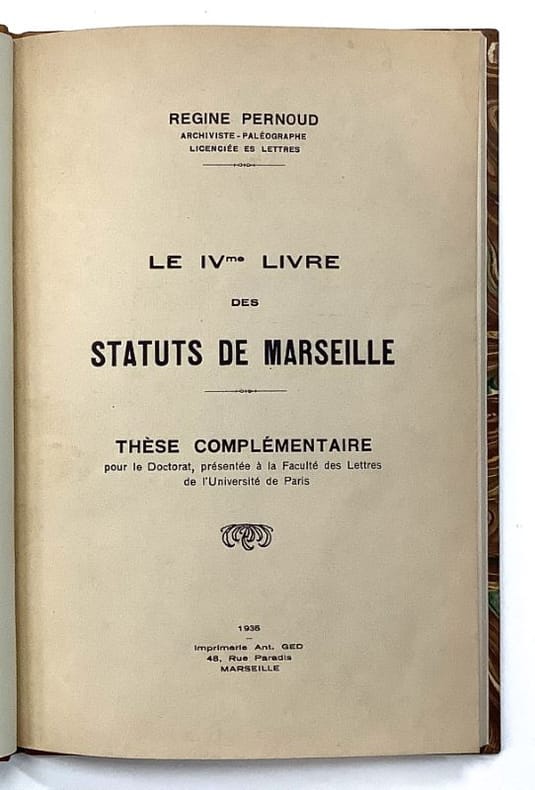 REGINE PERNOUD
ARCHIVISTE-PALÉOGRAPHE
LICENCIÉE ES LETTRES
LE IVme LIVRE
DES
STATUTS DE MARSEILLE
THÈSE COMPLÉMENTAIRE
pour le Doctorat, présentée à la Faculté des Lettres
de l'Université de Paris
1935
Imprimerie Ant. GED
48, Rue Paradis
MARSEILLE